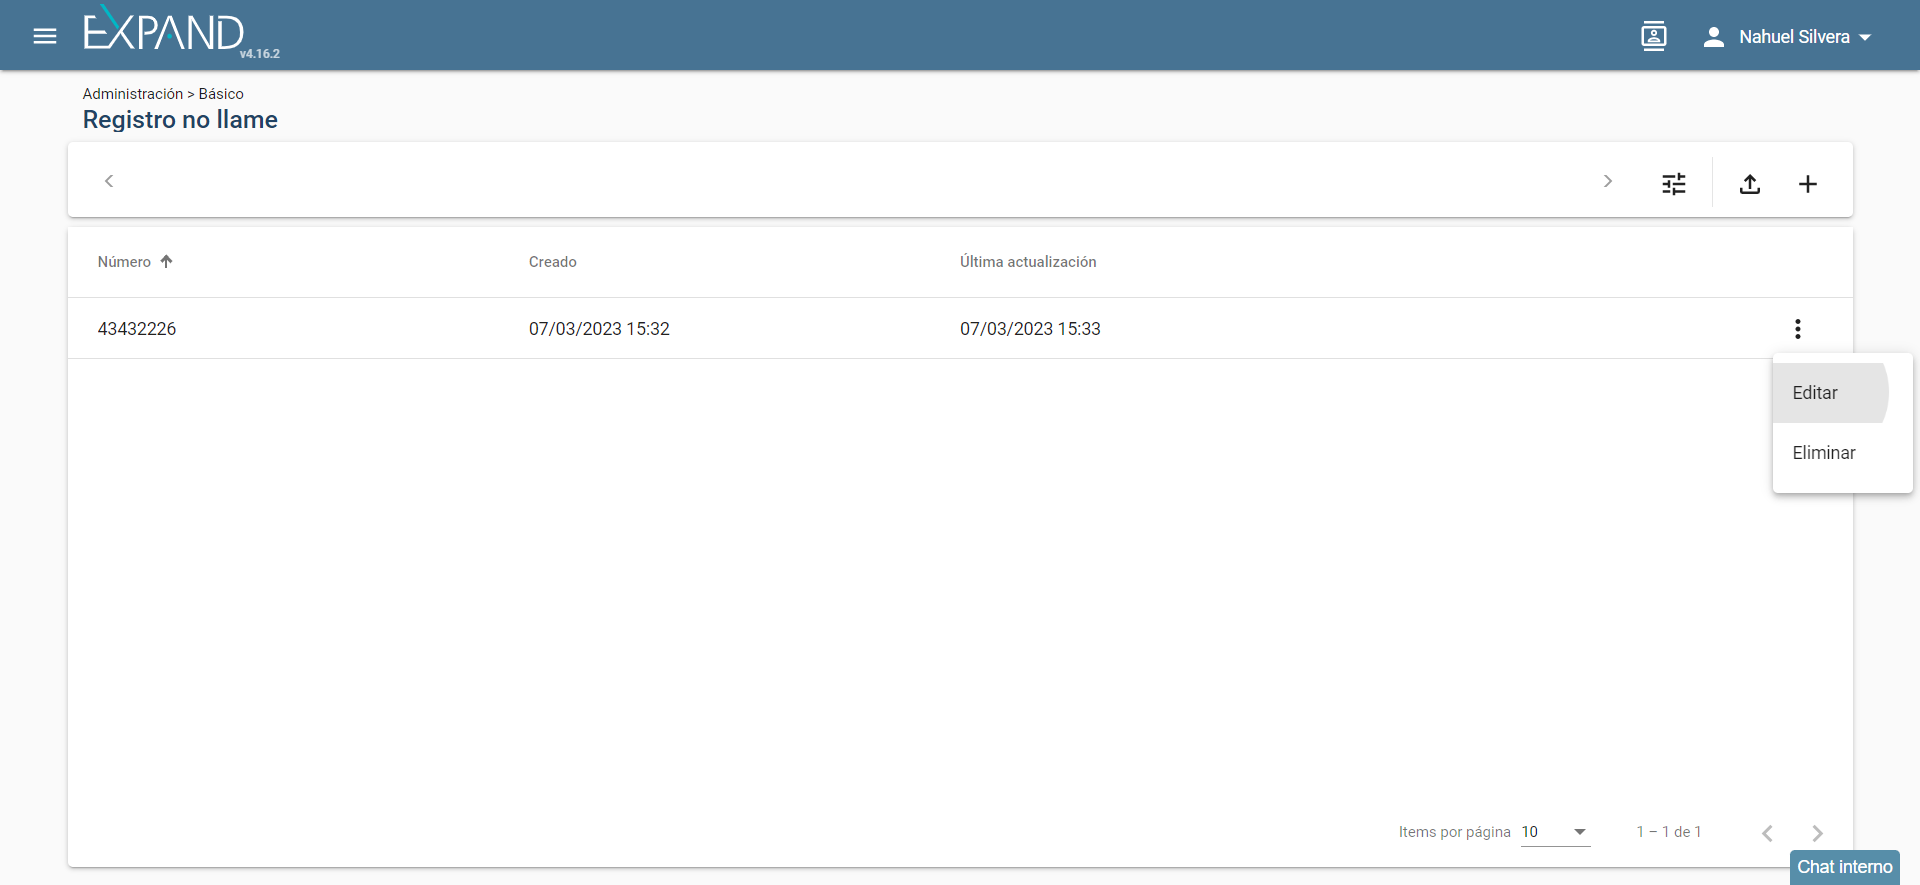 EXPAND
v4.16.2
Nahuel Silvera
Administración > Básico
Registro no llame
Número Creado Última actualización
43432226 07/03/2023 15:32 07/03/2023 15:33
Editar
Eliminar
Items por página 10 1 – 1 de 1
Chat interno